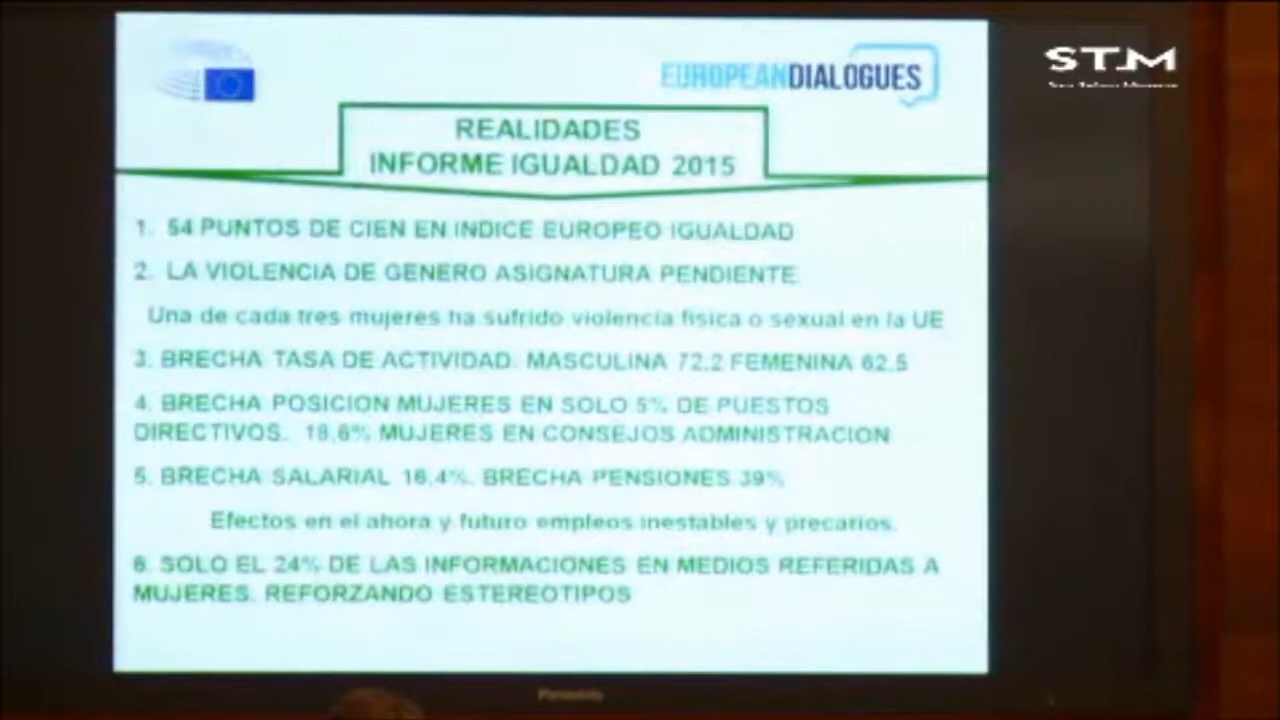 EUROPEANDIALOGUES
STM
REALIDADES
INFORME IGUALDAD 2015
1. 54 PUNTOS DE CIEN EN INDICE EUROPEO IGUALDAD
2. LA VIOLENCIA DE GENERO ASIGNATURA PENDIENTE.
Una de cada tres mujeres ha sufrido violencia fisica o sexual en la UE
3. BRECHA TASA DE ACTIVIDAD. MASCULINA 72,2 FEMENINA 62,5
4. BRECHA POSICION MUJERES EN SOLO 5% DE PUESTOS
DIRECTIVOS. 18,6% MUJERES EN CONSEJOS ADMINISTRACION
5. BRECHA SALARIAL 16,4%. BRECHA PENSIONES 39%
Efectos en el ahora y futuro empleos inestables y precarios.
6. SOLO EL 24% DE LAS INFORMACIONES EN MEDIOS REFERIDAS A
MUJERES. REFORZANDO ESTEREOTIPOS
Panasonic